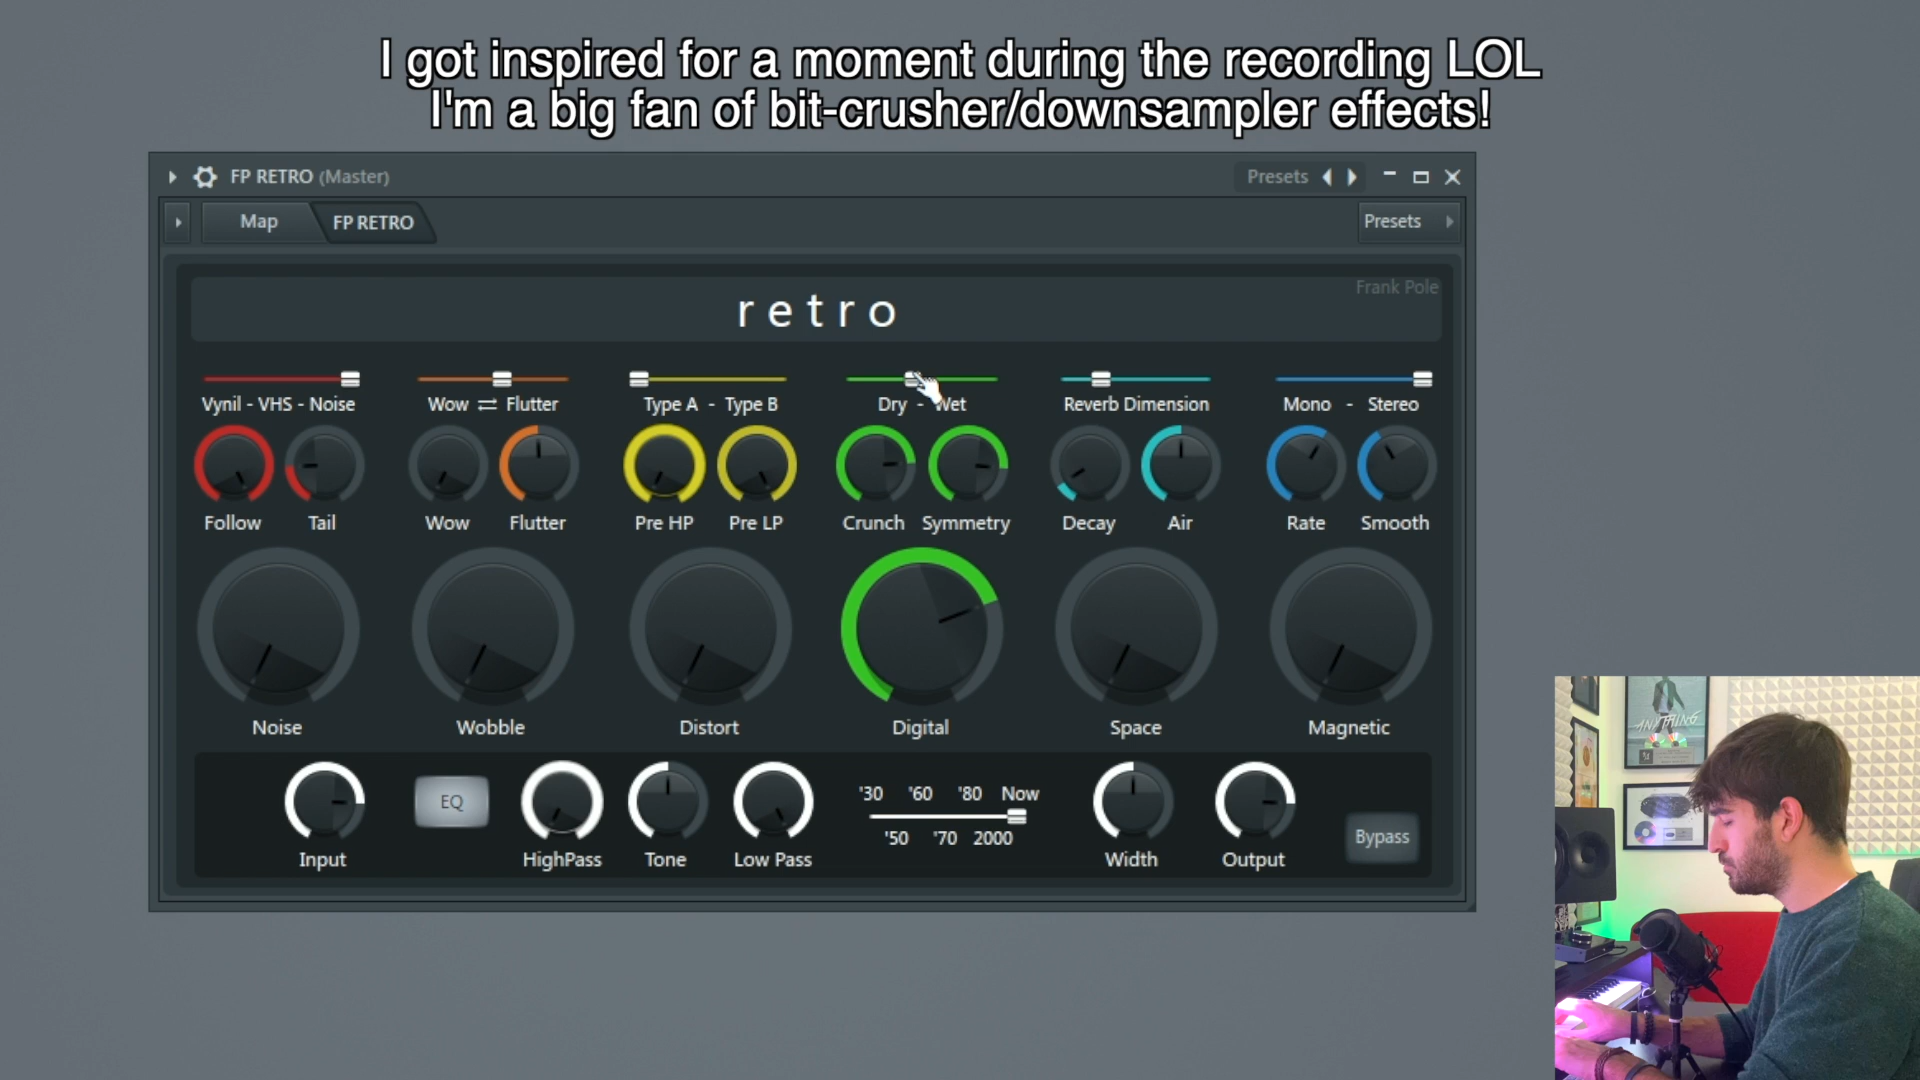 I got inspired for a moment during the recording LOL
I'm a big fan of bit-crusher/downsampler effects!
FP RETRO (Master)
Presets
Map
FP RETRO
Presets
Frank Pole
retro
Vynil - VHS - Noise
Wow ⇌ Flutter
Type A - Type B
Dry - Wet
Reverb Dimension
Mono - Stereo
Follow
Tail
Wow
Flutter
Pre HP
Pre LP
Crunch
Symmetry
Decay
Air
Rate
Smooth
Noise
Wobble
Distort
Digital
Space
Magnetic
'30 '60 '80 Now
'50 '70 2000
EQ
Bypass
Input
HighPass
Tone
Low Pass
Width
Output
ANYTHING